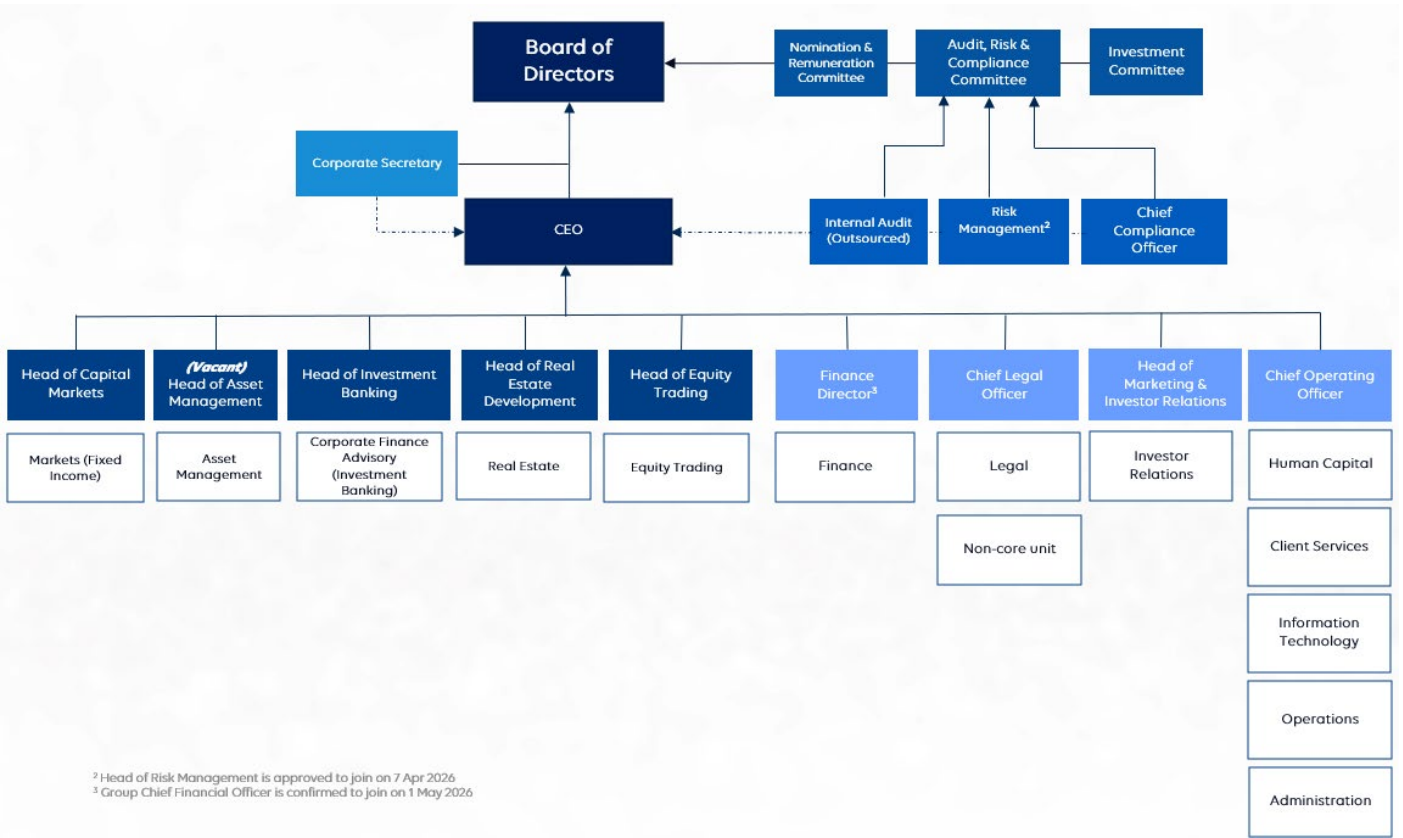 Board of
Directors
Nomination &
Remuneration
Committee
Audit, Risk &
Compliance
Committee
Investment
Committee
Corporate Secretary
CEO
Internal Audit
(Outsourced)
Risk
Management²
Chief
Compliance
Officer
Head of Capital
Markets
(Vacant)
Head of Asset
Management
Head of Investment
Banking
Head of Real
Estate
Development
Head of Equity
Trading
Finance
Director³
Chief Legal
Officer
Head of
Marketing &
Investor Relations
Chief Operating
Officer
Markets (Fixed
Income)
Asset
Management
Corporate Finance
Advisory
(Investment
Banking)
Real Estate
Equity Trading
Finance
Legal
Investor
Relations
Human Capital
Non-core unit
Client Services
Information
Technology
Operations
Administration
² Head of Risk Management is approved to join on 7 Apr 2026
³ Group Chief Financial Officer is confirmed to join on 1 May 2026